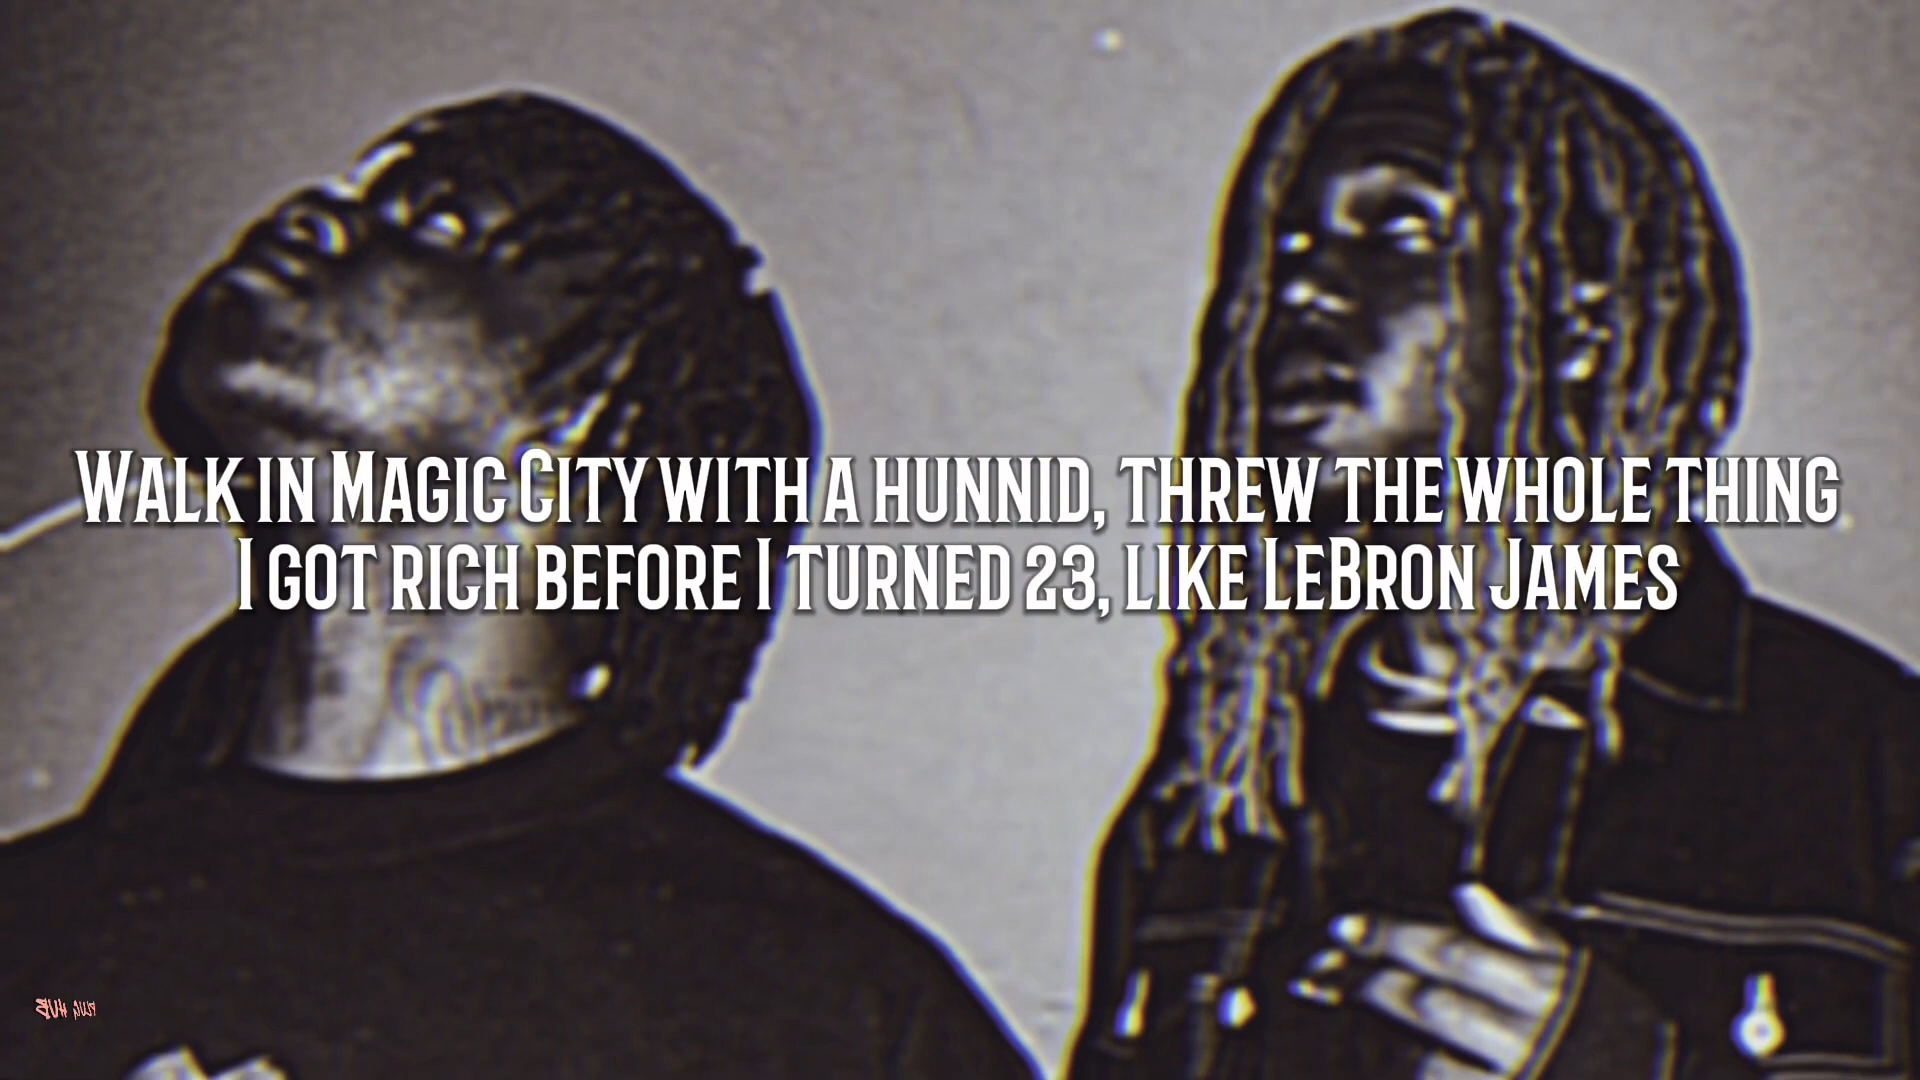 Walk in Magic City with a hunnid, threw the whole thing
I got rich before I turned 23, like LeBron James